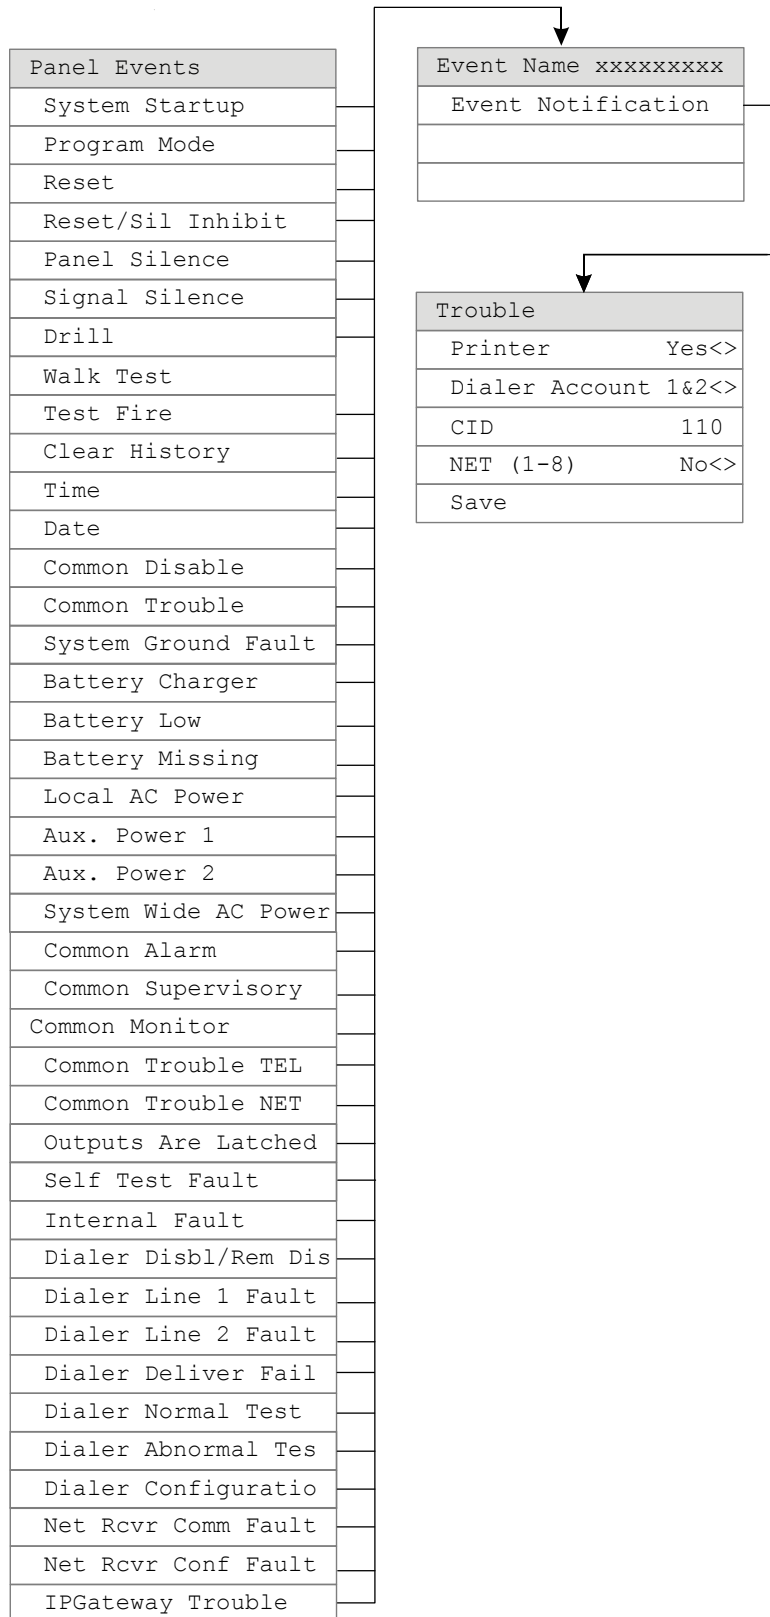 Panel Events
System Startup
Program Mode
Reset
Reset/Sil Inhibit
Panel Silence
Signal Silence
Drill
Walk Test
Test Fire
Clear History
Time
Date
Common Disable
Common Trouble
System Ground Fault
Battery Charger
Battery Low
Battery Missing
Local AC Power
Aux. Power 1
Aux. Power 2
System Wide AC Power
Common Alarm
Common Supervisory
Common Monitor
Common Trouble TEL
Common Trouble NET
Outputs Are Latched
Self Test Fault
Internal Fault
Dialer Disbl/Rem Dis
Dialer Line 1 Fault
Dialer Line 2 Fault
Dialer Deliver Fail
Dialer Normal Test
Dialer Abnormal Tes
Dialer Configuratio
Net Rcvr Comm Fault
Net Rcvr Conf Fault
IPGateway Trouble
Event Name xxxxxxxxx
Event Notification
Trouble
Printer Yes<>
Dialer Account 1&2<>
CID 110
NET (1-8) No<>
Save